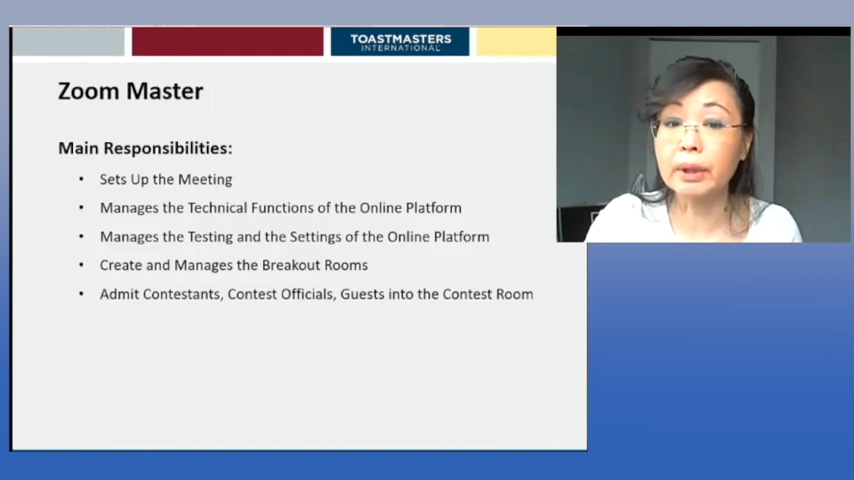 TOASTMASTERS
INTERNATIONAL
Zoom Master
Main Responsibilities:
• Sets Up the Meeting
• Manages the Technical Functions of the Online Platform
• Manages the Testing and the Settings of the Online Platform
• Create and Manages the Breakout Rooms
• Admit Contestants, Contest Officials, Guests into the Contest Room